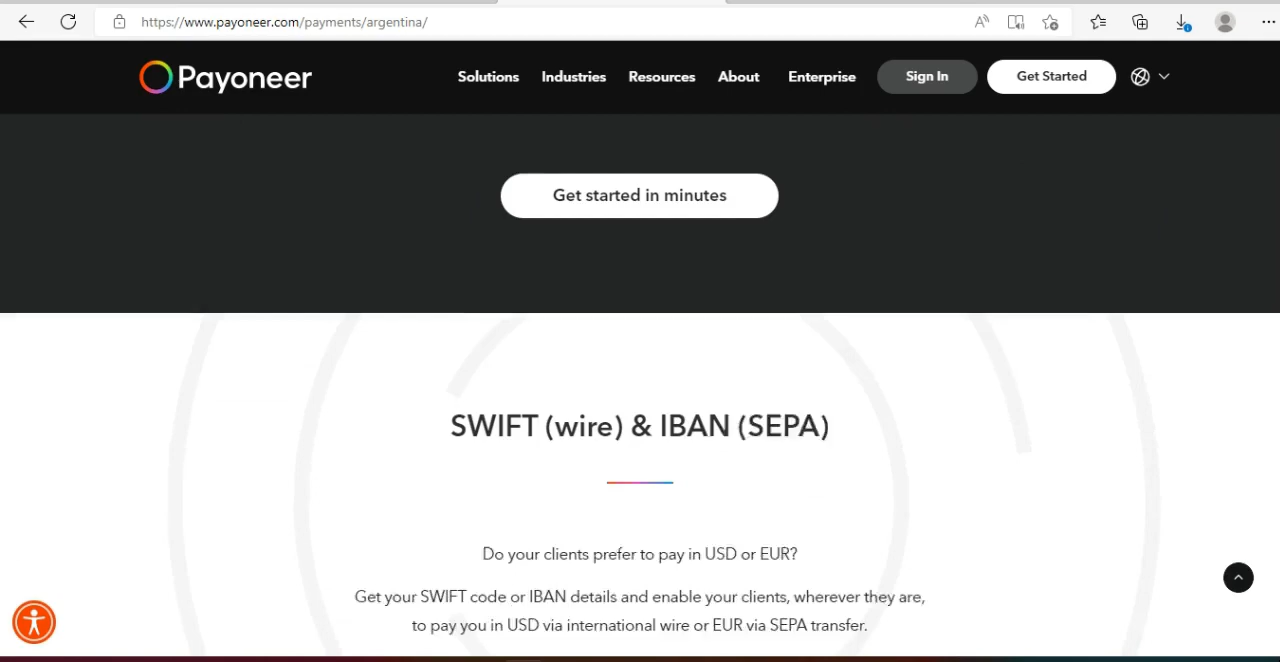 https://www.payoneer.com/payments/argentina/
Payoneer
Solutions Industries Resources About Enterprise Sign In Get Started
Get started in minutes
SWIFT (wire) & IBAN (SEPA)
Do your clients prefer to pay in USD or EUR?
Get your SWIFT code or IBAN details and enable your clients, wherever they are,
to pay you in USD via international wire or EUR via SEPA transfer.